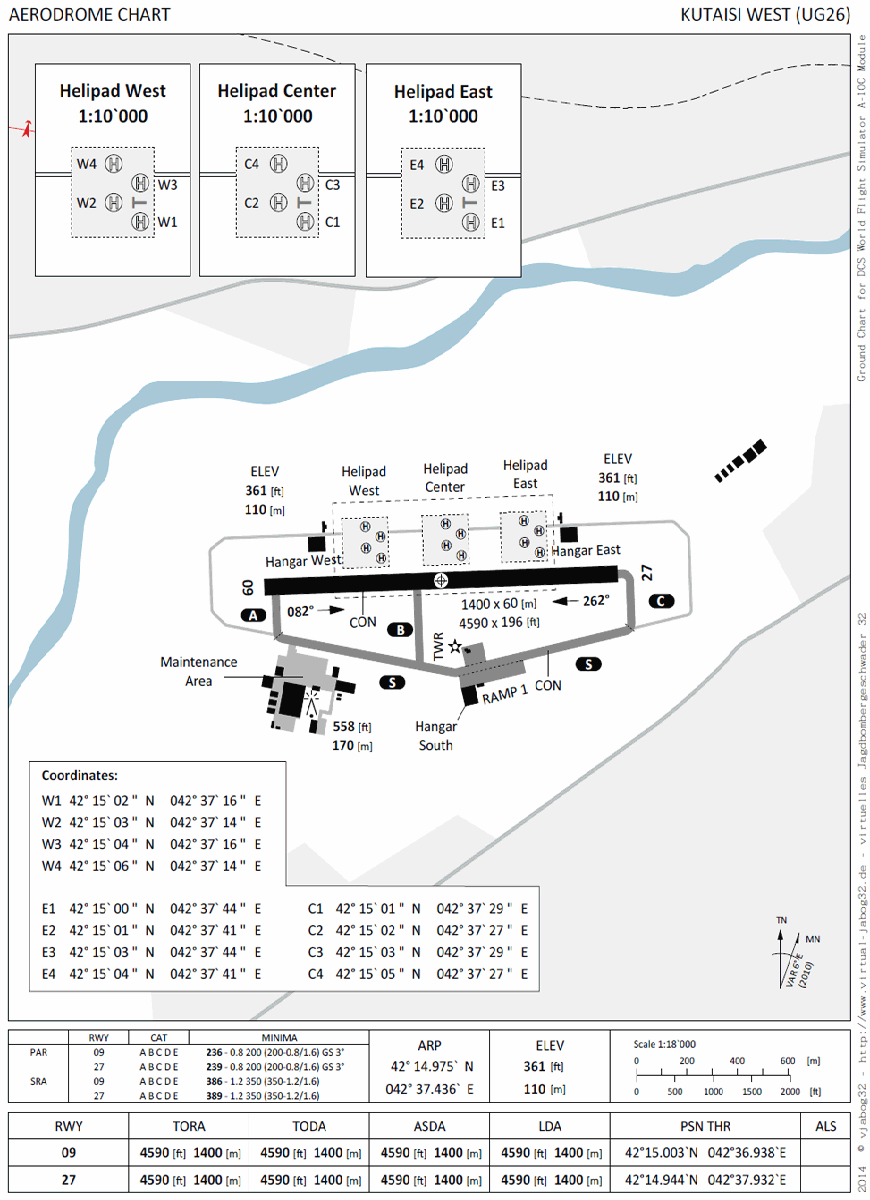 AERODROME CHART
KUTAISI WEST (UG26)
Helipad West
1:10`000
W4
W3
W2
W1
Helipad Center
1:10`000
C4
C3
C2
C1
Helipad East
1:10`000
E4
E3
E2
E1
ELEV
361 [ft]
110 [m]
Helipad
West
Helipad
Center
Helipad
East
ELEV
361 [ft]
110 [m]
Hangar West
Hangar East
60
27
A
082°
CON
B
1400 x 60 [m]
4590 x 196 [ft]
262°
C
TWR
Maintenance
Area
S
S
RAMP 1
CON
558 [ft]
170 [m]
Hangar
South
Coordinates:
W1 42° 15` 02 " N 042° 37` 16 " E
W2 42° 15` 03 " N 042° 37` 14 " E
W3 42° 15` 04 " N 042° 37` 16 " E
W4 42° 15` 06 " N 042° 37` 14 " E
E1 42° 15` 00 " N 042° 37` 44 " E
E2 42° 15` 01 " N 042° 37` 41 " E
E3 42° 15` 03 " N 042° 37` 44 " E
E4 42° 15` 04 " N 042° 37` 41 " E
C1 42° 15` 01 " N 042° 37` 29 " E
C2 42° 15` 02 " N 042° 37` 27 " E
C3 42° 15` 03 " N 042° 37` 29 " E
C4 42° 15` 05 " N 042° 37` 27 " E
TN
MN
VAR 6° E
(2010)
RWY CAT MINIMA
PAR 09 A B C D E 236 - 0.8 200 (200-0.8/1.6) GS 3°
27 A B C D E 239 - 0.8 200 (200-0.8/1.6) GS 3°
SRA 09 A B C D E 386 - 1.2 350 (350-1.2/1.6)
27 A B C D E 389 - 1.2 350 (350-1.2/1.6)
ARP
42° 14.975` N
042° 37.436` E
ELEV
361 [ft]
110 [m]
Scale 1:18`000
0 200 400 600 [m]
0 500 1000 1500 2000 [ft]
RWY TORA TODA ASDA LDA PSN THR ALS
09 4590 [ft] 1400 [m] 4590 [ft] 1400 [m] 4590 [ft] 1400 [m] 4590 [ft] 1400 [m] 42°15.003`N 042°36.938`E
27 4590 [ft] 1400 [m] 4590 [ft] 1400 [m] 4590 [ft] 1400 [m] 4590 [ft] 1400 [m] 42°14.944`N 042°37.932`E
2014 © vjabog32 - http://www.virtual-jabog32.de - virtuelles Jagdbombergeschwader 32
Ground Chart for DCS World Flight Simulator A-10C Module